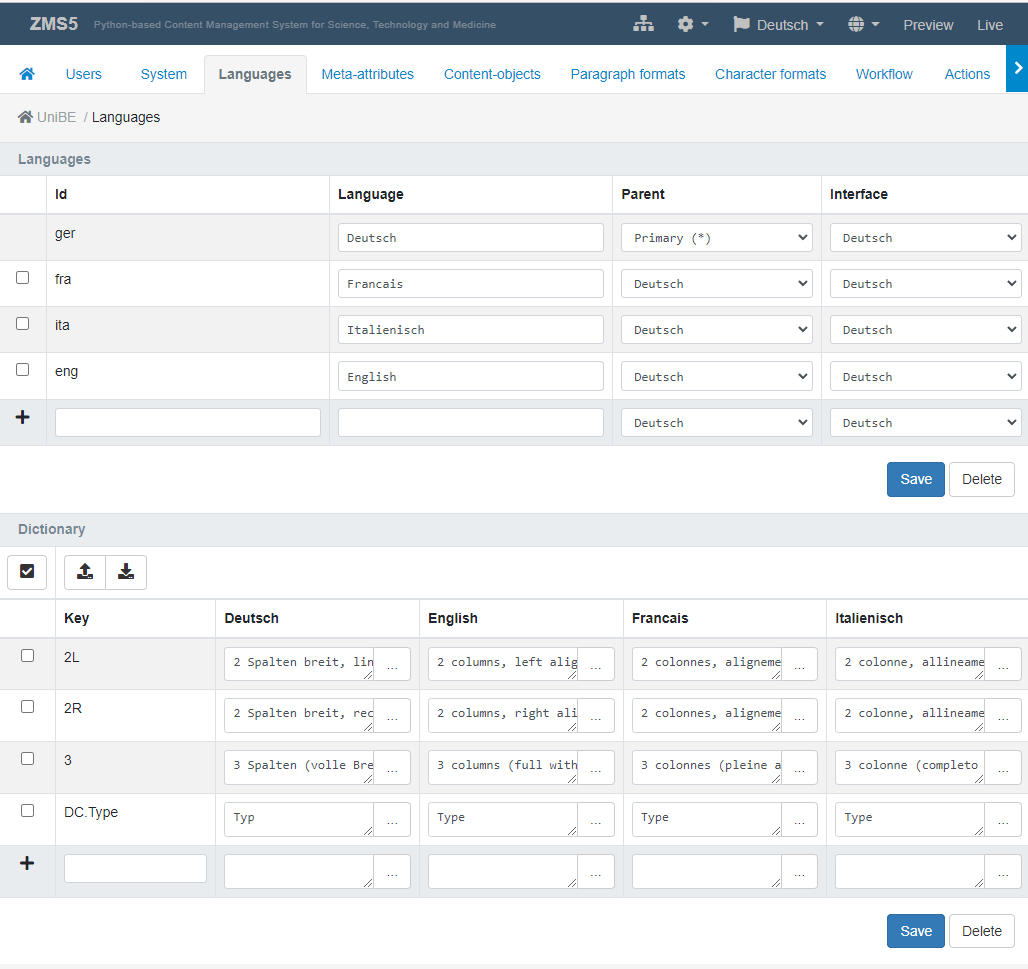 ZMS5 Python-based Content Management System for Science, Technology and Medicine Deutsch Preview Live
Users System Languages Meta-attributes Content-objects Paragraph formats Character formats Workflow Actions
UniBE / Languages
Languages
Id Language Parent Interface
ger Deutsch Primary (*) Deutsch
fra Francais Deutsch Deutsch
ita Italienisch Deutsch Deutsch
eng English Deutsch Deutsch
Deutsch Deutsch
Save Delete
Dictionary
Key Deutsch English Francais Italienisch
2L 2 Spalten breit, lin ... 2 columns, left alig ... 2 colonnes, aligneme ... 2 colonne, allineame ...
2R 2 Spalten breit, rec ... 2 columns, right ali ... 2 colonnes, aligneme ... 2 colonne, allineame ...
3 3 Spalten (volle Bre ... 3 columns (full with ... 3 colonnes (pleine a ... 3 colonne (completo ...
DC.Type Typ ... Type ... Type ... Type ...
... ... ... ...
Save Delete